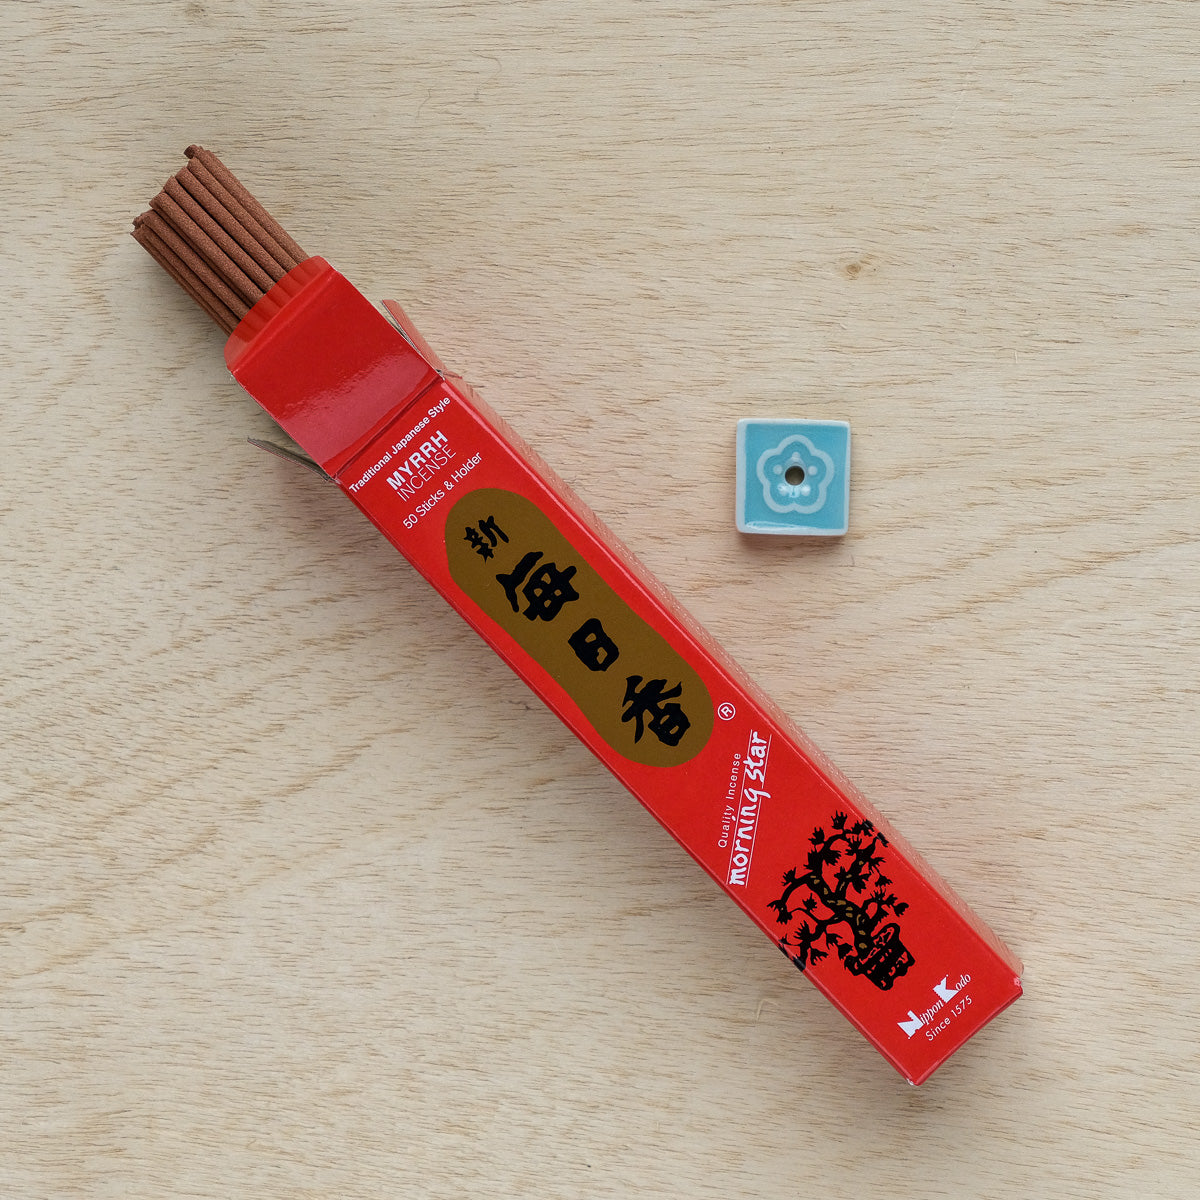 Traditional Japanese Style
MYRRH
INCENSE
50 Sticks & Holder
新
毎日香
®
Quality Incense
morning star
Nippon Kodo
Since 1575